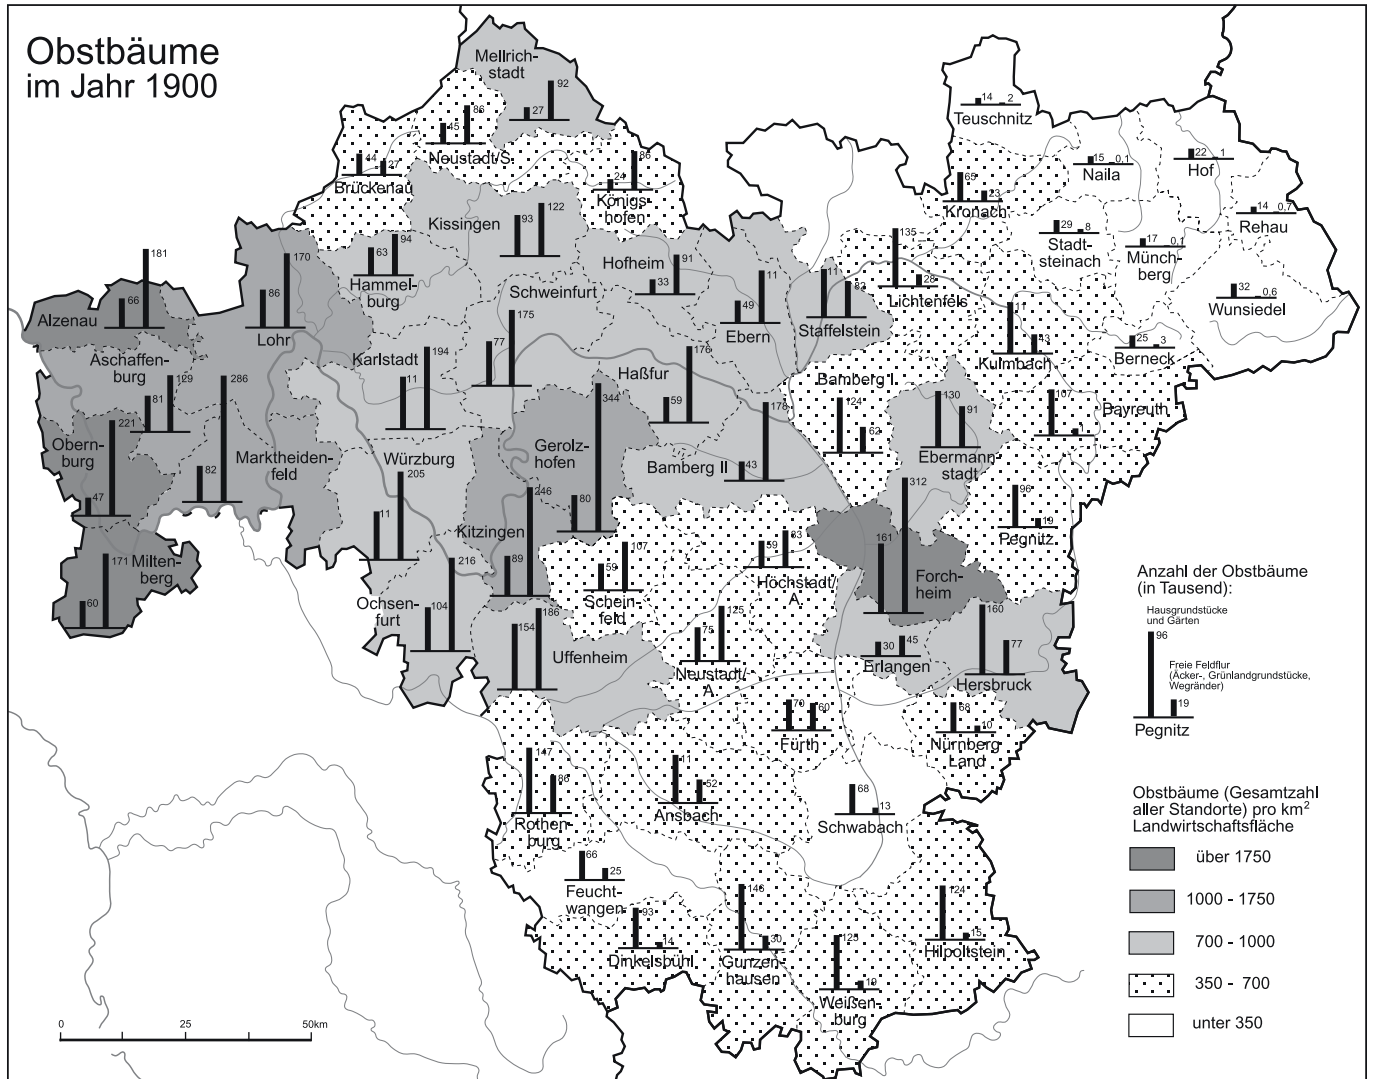 Obstbäume
im Jahr 1900
Mellrich-
stadt
27
92
45
86
Neustadt/S.
44
27
Brückenau
24
86
Königs-
hofen
14
2
Teuschnitz
15
0,1
Naila
22
1
Hof
65
23
Kronach
14
0,7
Rehau
29
8
Stadt-
steinach
17
0,1
Münch-
berg
32
0,6
Wunsiedel
Kissingen
93
122
63
94
Hammel-
burg
Hofheim
33
91
135
28
Lichtenfels
181
66
Alzenau
86
170
Lohr
Schweinfurt
77
175
49
11
Ebern
11
82
Staffelstein
11
43
Kulmbach
25
3
Berneck
Aschaffen-
burg
81
129
Karlstadt
11
194
Haßfur
59
176
Bamberg I
124
62
107
1
Bayreuth
82
286
Marktheiden-
feld
Obern-
burg
47
221
Würzburg
11
205
Gerolz-
hofen
80
344
Bamberg II
43
178
130
91
Ebermann-
stadt
96
19
Pegnitz
Kitzingen
89
246
60
171
Milten-
berg
Ochsen-
furt
104
216
59
107
Schein-
feld
59
83
Höchstadt/
A.
161
312
Forch-
heim
154
186
Uffenheim
75
125
Neustadt/
A.
30
45
Erlangen
160
77
Hersbruck
70
60
Fürth
68
10
Nürnberg
Land
147
86
Rothen-
burg
11
52
Ansbach
68
13
Schwabach
66
25
Feucht-
wangen
93
14
Dinkelsbühl
146
30
Gunzen-
hausen
125
19
Weißen-
burg
124
15
Hilpoltstein
Anzahl der Obstbäume
(in Tausend):
Hausgrundstücke
und Gärten
96
Freie Feldflur
(Äcker-, Grünlandgrundstücke,
Wegränder)
19
Pegnitz
Obstbäume (Gesamtzahl
aller Standorte) pro km²
Landwirtschaftsfläche
über 1750
1000 - 1750
700 - 1000
350 - 700
unter 350
0
25
50km